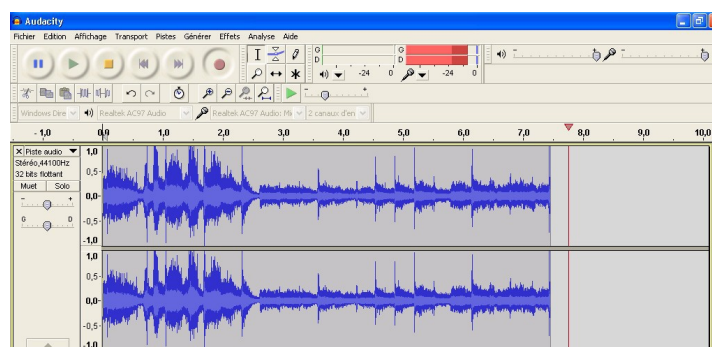 Audacity
Fichier Edition Affichage Transport Pistes Générer Effets Analyse Aide
G G
D D
-24 0 -24 0
- +
Windows Dire Realtek AC97 Audio Realtek AC97 Audio: Mi 2 canaux d'en
- 1,0 0,0 1,0 2,0 3,0 4,0 5,0 6,0 7,0 8,0 9,0 10,0
Piste audio 1,0
Stéréo,44100Hz
32 bits flottant 0,5
Muet Solo
- + 0,0
G D -0,5
-1,0
1,0
0,5
0,0
-0,5
-1,0